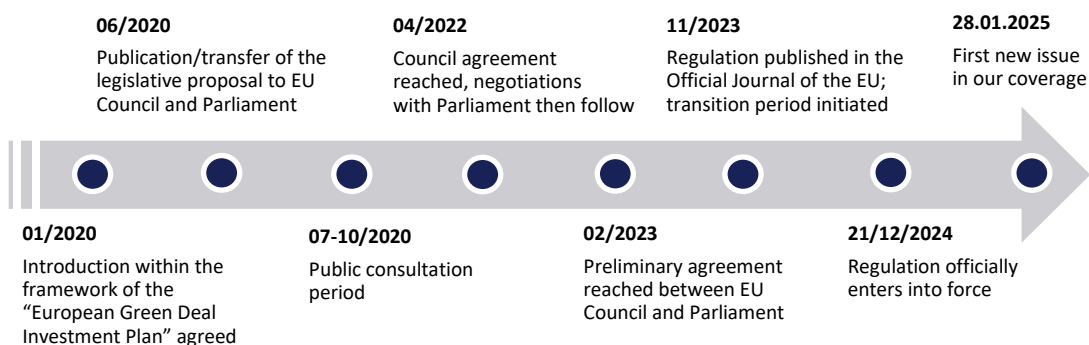 06/2020
Publication/transfer of the
legislative proposal to EU
Council and Parliament
04/2022
Council agreement
reached, negotiations
with Parliament then follow
11/2023
Regulation published in the
Official Journal of the EU;
transition period initiated
28.01.2025
First new issue
in our coverage
01/2020
Introduction within the
framework of the
“European Green Deal
Investment Plan” agreed
07-10/2020
Public consultation
period
02/2023
Preliminary agreement
reached between EU
Council and Parliament
21/12/2024
Regulation officially
enters into force